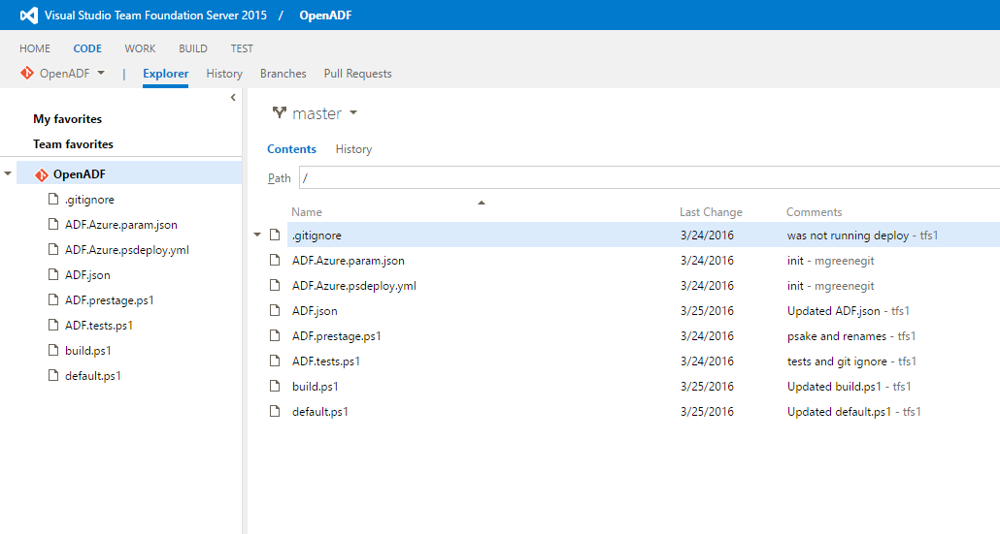 Visual Studio Team Foundation Server 2015 / OpenADF
HOME CODE WORK BUILD TEST
OpenADF | Explorer History Branches Pull Requests
My favorites
Team favorites
OpenADF
.gitignore
ADF.Azure.param.json
ADF.Azure.psdeploy.yml
ADF.json
ADF.prestage.ps1
ADF.tests.ps1
build.ps1
default.ps1
master
Contents History
Path /
Name Last Change Comments
.gitignore 3/24/2016 was not running deploy - tfs1
ADF.Azure.param.json 3/24/2016 init - mgreenegit
ADF.Azure.psdeploy.yml 3/24/2016 init - mgreenegit
ADF.json 3/25/2016 Updated ADF.json - tfs1
ADF.prestage.ps1 3/24/2016 psake and renames - tfs1
ADF.tests.ps1 3/24/2016 tests and git ignore - tfs1
build.ps1 3/25/2016 Updated build.ps1 - tfs1
default.ps1 3/25/2016 Updated default.ps1 - tfs1